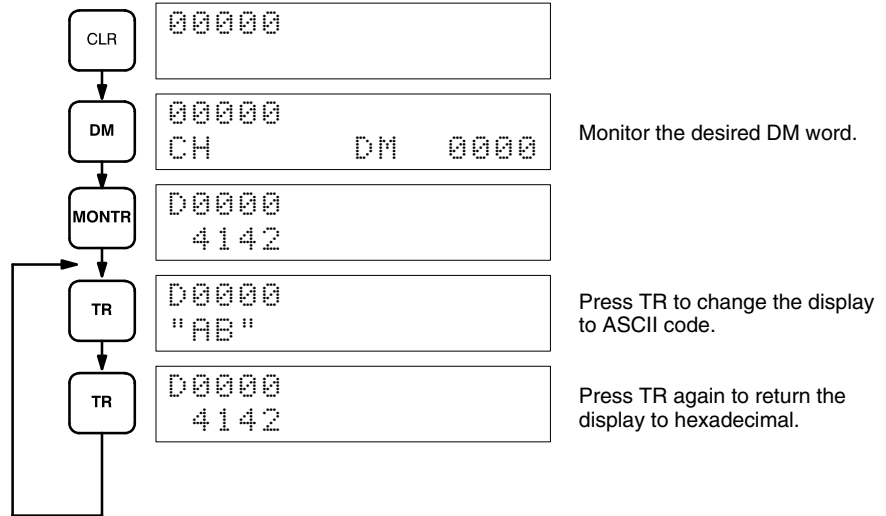 CLR
00000
DM
00000
CH DM 0000
Monitor the desired DM word.
MONTR
D0000
4142
TR
D0000
"AB"
Press TR to change the display
to ASCII code.
TR
D0000
4142
Press TR again to return the
display to hexadecimal.